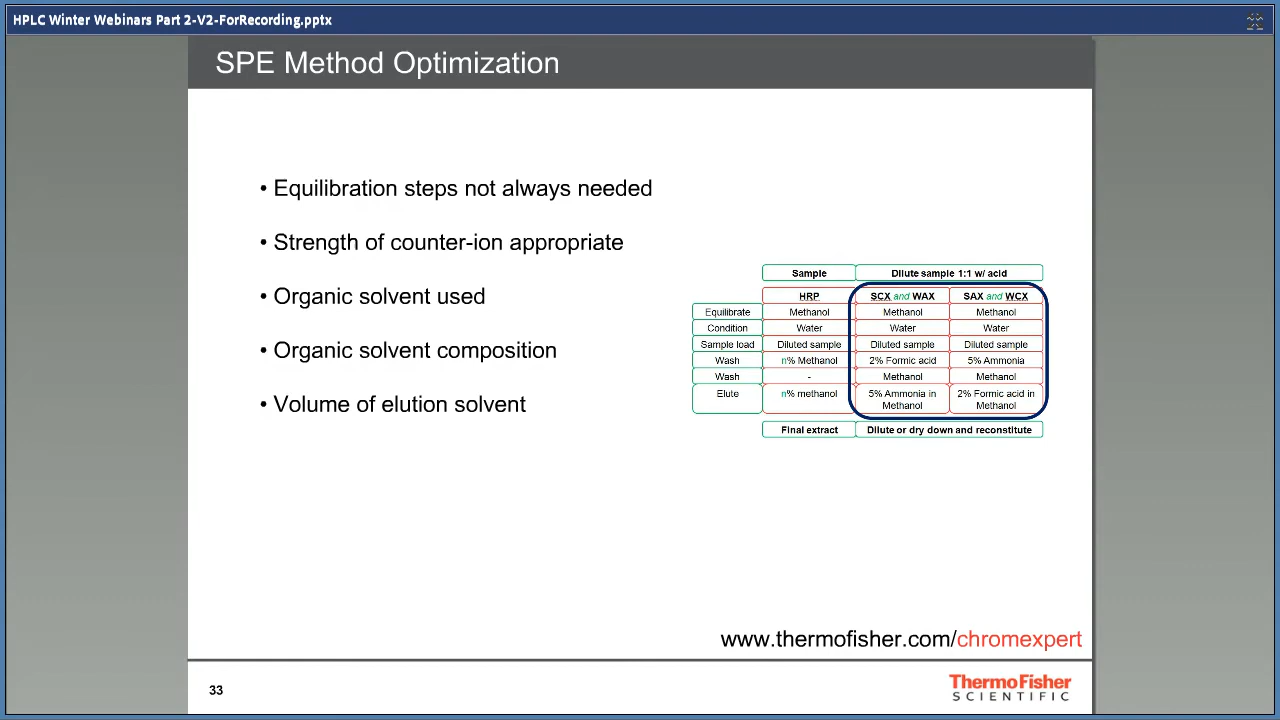 HPLC Winter Webinars Part 2-V2-ForRecording.pptx
SPE Method Optimization
• Equilibration steps not always needed
• Strength of counter-ion appropriate
• Organic solvent used
• Organic solvent composition
• Volume of elution solvent
Sample Dilute sample 1:1 w/ acid
HRP SCX and WAX SAX and WCX
Equilibrate Methanol Methanol Methanol
Condition Water Water Water
Sample load Diluted sample Diluted sample Diluted sample
Wash n% Methanol 2% Formic acid 5% Ammonia
Wash - Methanol Methanol
Elute n% methanol 5% Ammonia in 2% Formic acid in
Methanol Methanol
Final extract Dilute or dry down and reconstitute
www.thermofisher.com/chromexpert
33
ThermoFisher
SCIENTIFIC